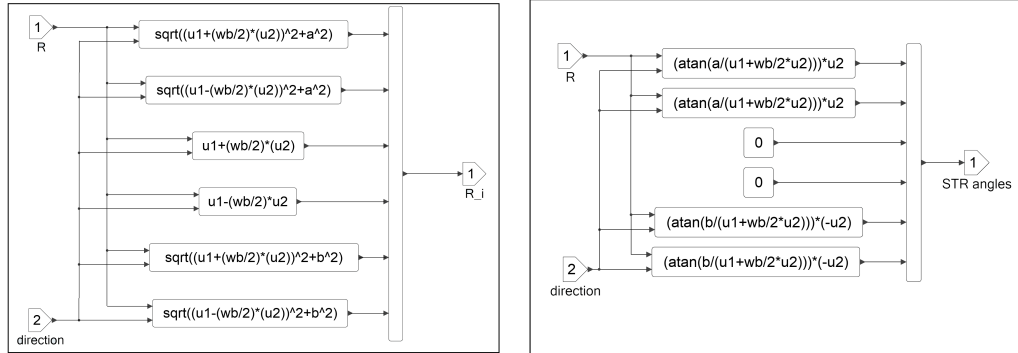 1
R
sqrt((u1+(wb/2)*(u2))^2+a^2)
sqrt((u1-(wb/2)*(u2))^2+a^2)
u1+(wb/2)*(u2)
u1-(wb/2)*u2
sqrt((u1+(wb/2)*(u2))^2+b^2)
sqrt((u1-(wb/2)*(u2))^2+b^2)
2
direction
1
R_i
1
R
(atan(a/(u1+wb/2*u2)))*u2
(atan(a/(u1+wb/2*u2)))*u2
0
0
(atan(b/(u1+wb/2*u2)))*(-u2)
(atan(b/(u1+wb/2*u2)))*(-u2)
2
direction
1
STR angles